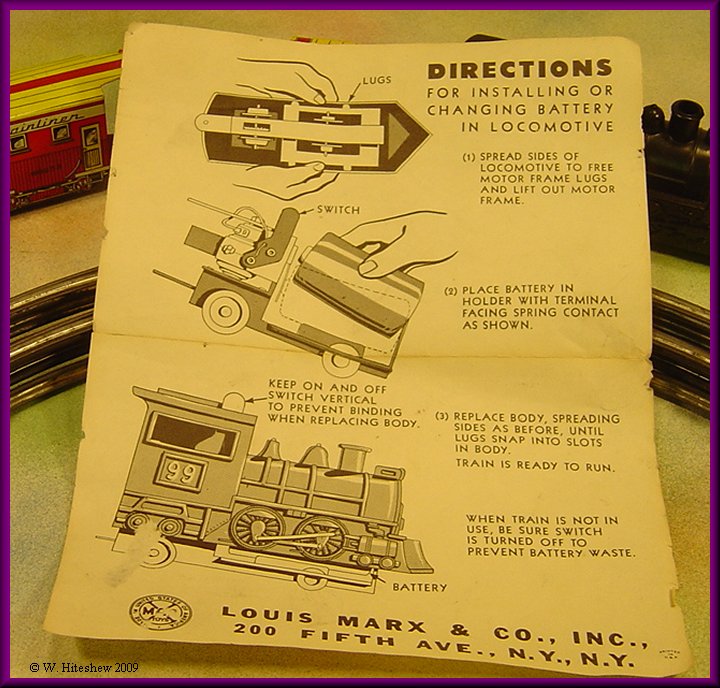 DIRECTIONS
FOR INSTALLING OR
CHANGING BATTERY
IN LOCOMOTIVE
LUGS
(1) SPREAD SIDES OF
LOCOMOTIVE TO FREE
MOTOR FRAME LUGS
AND LIFT OUT MOTOR
FRAME.
SWITCH
(2) PLACE BATTERY IN
HOLDER WITH TERMINAL
FACING SPRING CONTACT
AS SHOWN.
KEEP ON AND OFF
SWITCH VERTICAL
TO PREVENT BINDING
WHEN REPLACING BODY.
(3) REPLACE BODY, SPREADING
SIDES AS BEFORE, UNTIL
LUGS SNAP INTO SLOTS
IN BODY.
TRAIN IS READY TO RUN.
99
WHEN TRAIN IS NOT IN
USE, BE SURE SWITCH
IS TURNED OFF TO
PREVENT BATTERY WASTE.
BATTERY
LOUIS MARX & CO., INC.,
200 FIFTH AVE., N.Y., N.Y.
PRINTED
IN
U.S.A.
© W. Hiteshew 2009